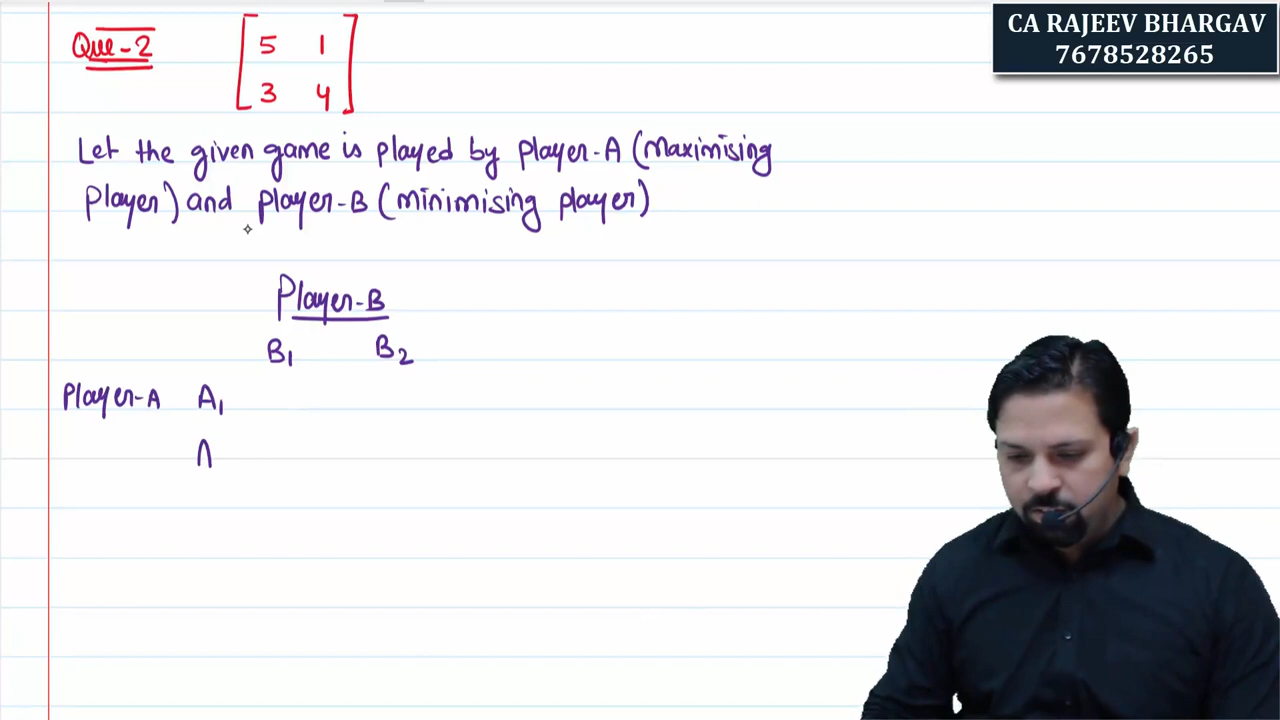 CA RAJEEV BHARGAV
7678528265
Que-2
5 1
3 4
Let the given game is played by player-A (Maximising
Player) and player-B (minimising player)
Player-B
B1 B2
Player-A A1